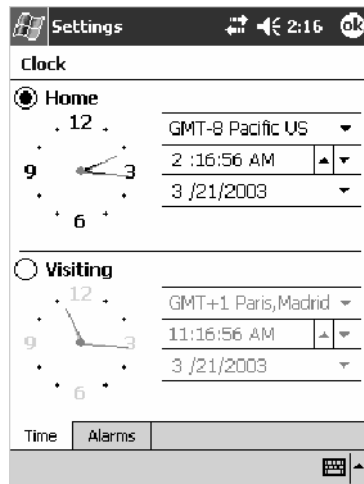 Settings 2:16 ok
Clock
Home
12
9 3
6
GMT-8 Pacific US
2 :16:56 AM
3 /21/2003
Visiting
12
9 3
6
GMT+1 Paris,Madrid
11:16:56 AM
3 /21/2003
Time Alarms